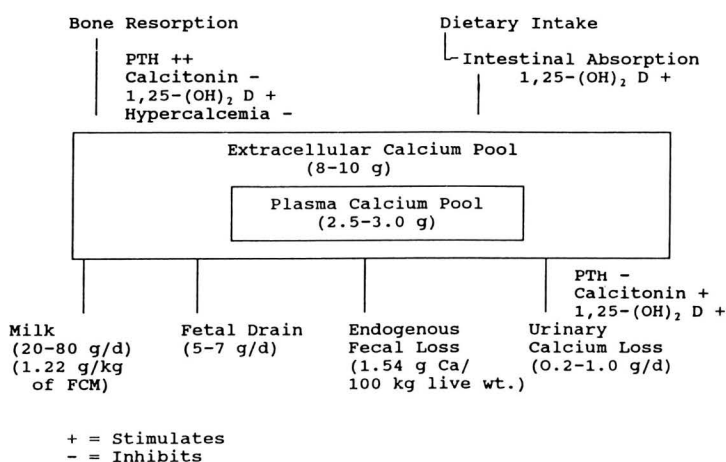 Bone Resorption
PTH ++
Calcitonin -
1,25-(OH)₂ D +
Hypercalcemia -
Dietary Intake
Intestinal Absorption
1,25-(OH)₂ D +
Extracellular Calcium Pool
(8-10 g)
Plasma Calcium Pool
(2.5-3.0 g)
PTH -
Calcitonin +
1,25-(OH)₂ D +
Milk
(20-80 g/d)
(1.22 g/kg
of FCM)
Fetal Drain
(5-7 g/d)
Endogenous
Fecal Loss
(1.54 g Ca/
100 kg live wt.)
Urinary
Calcium Loss
(0.2-1.0 g/d)
+ = Stimulates
- = Inhibits